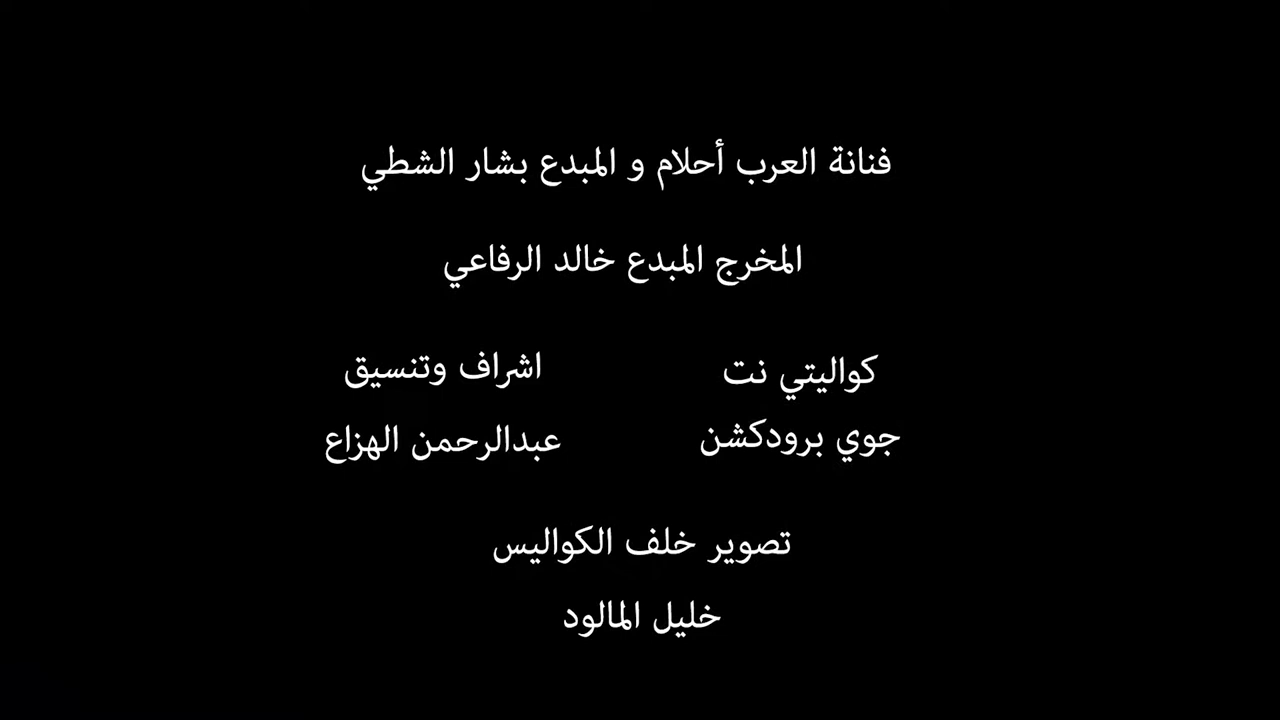 فنانة العرب أحلام و المبدع بشار الشطي
المخرج المبدع خالد الرفاعي
كواليتي نت
جوي برودكشن
اشراف وتنسيق
عبدالرحمن الهزاع
تصوير خلف الكواليس
خليل المالود